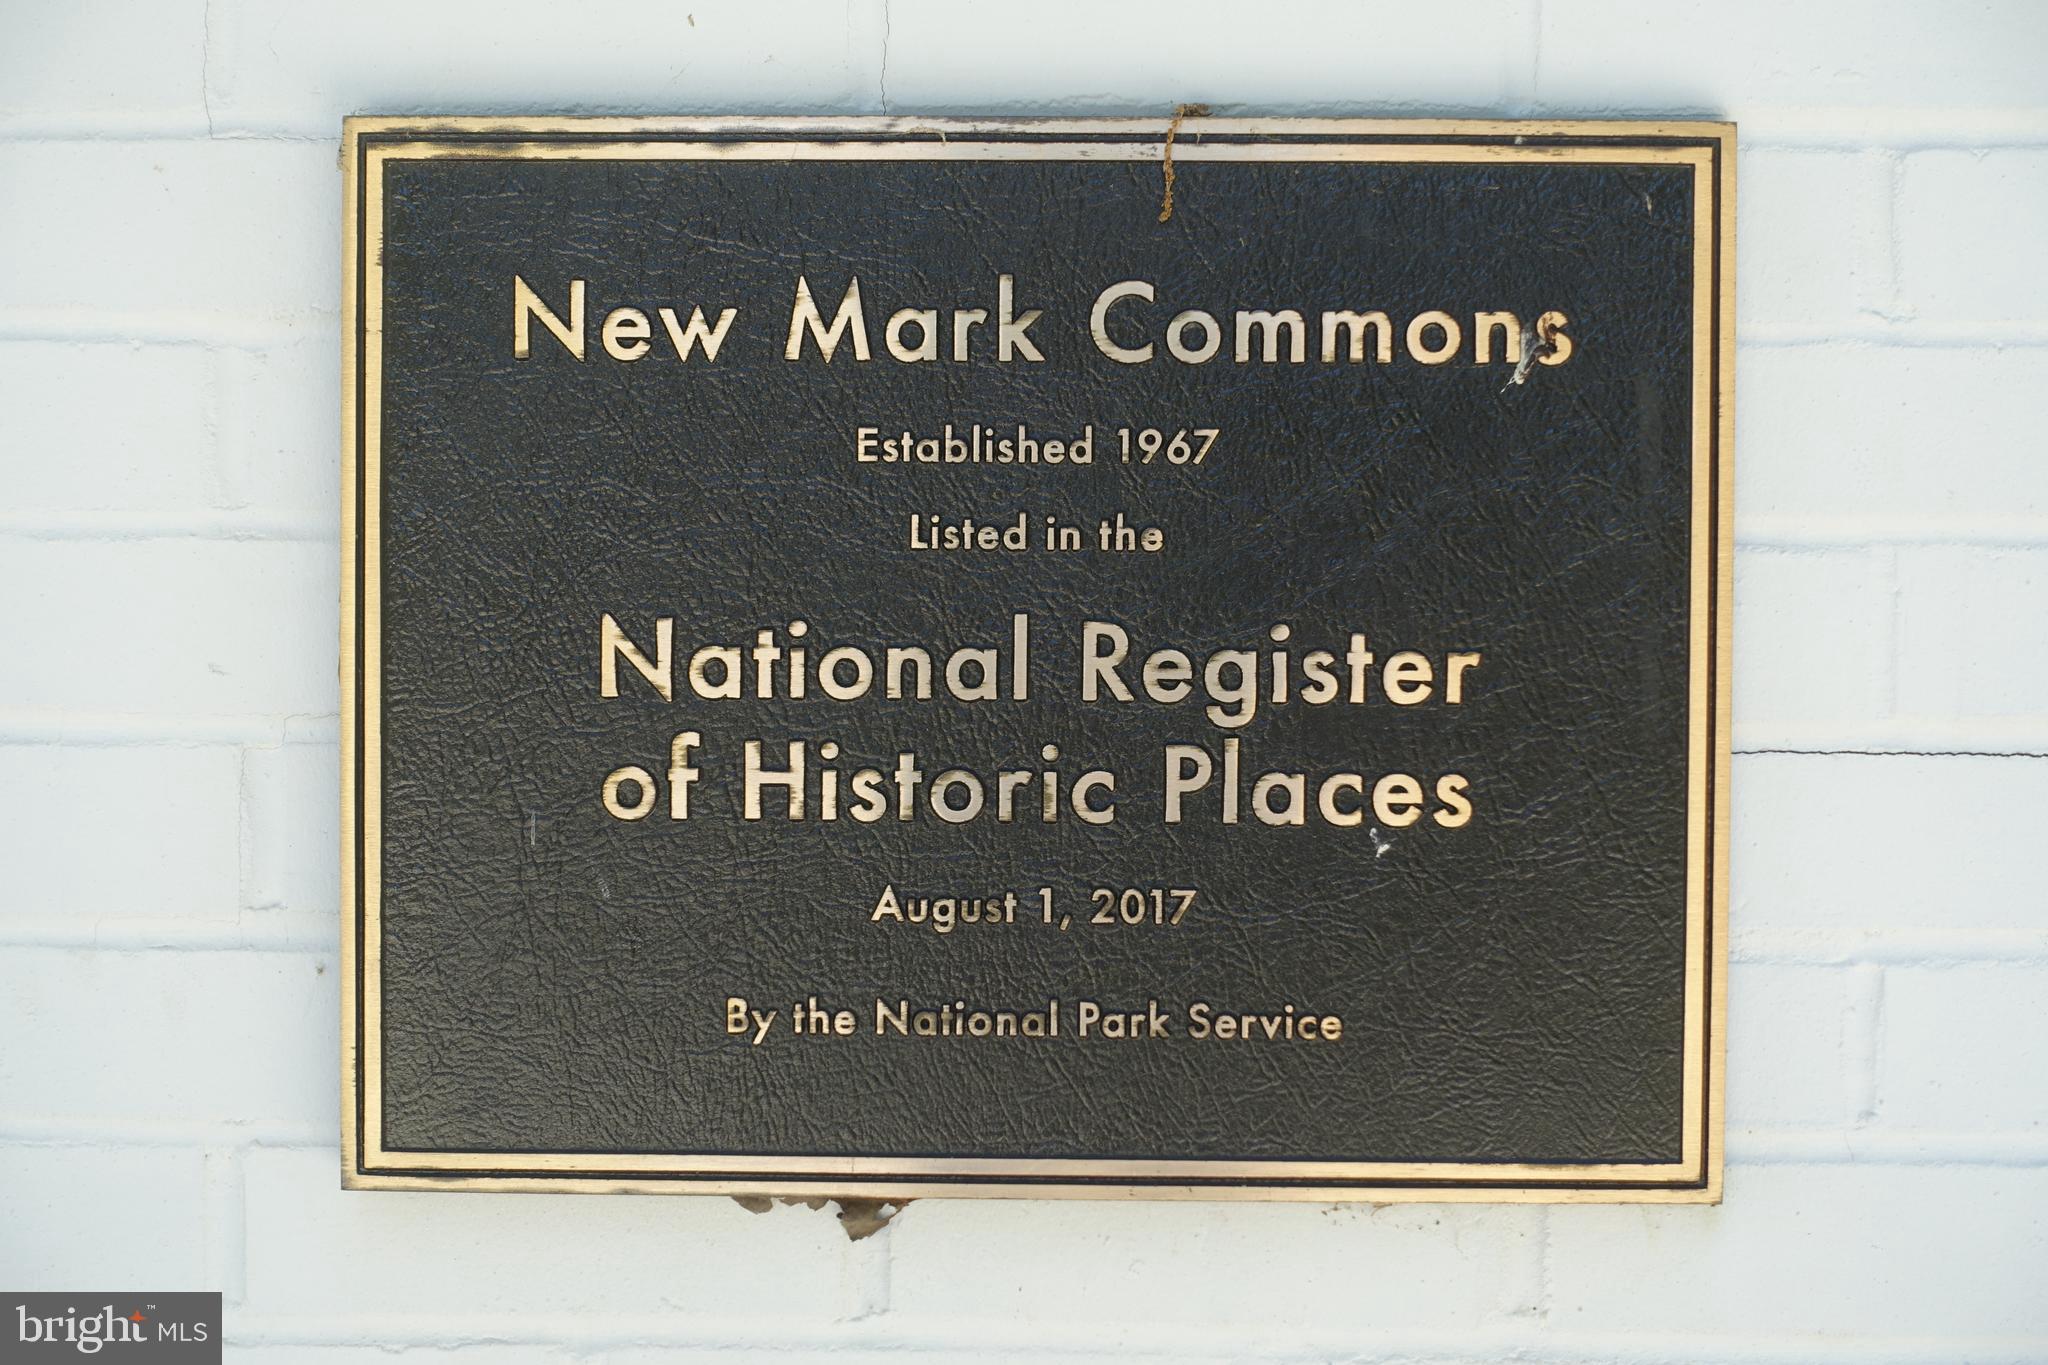 New Mark Commons
Established 1967
Listed in the
National Register
of Historic Places
August 1, 2017
By the National Park Service
bright™ MLS